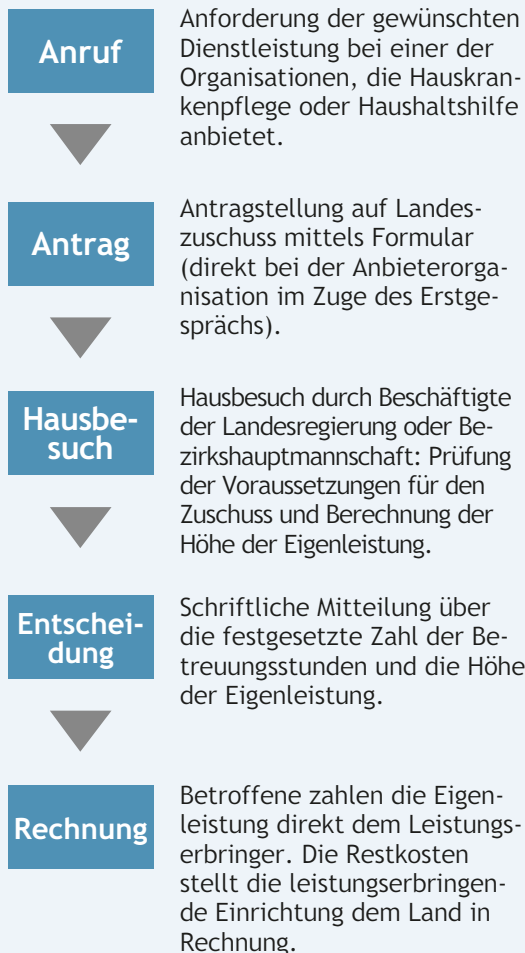 Anruf
Anforderung der gewünschten
Dienstleistung bei einer der
Organisationen, die Hauskran-
kenpflege oder Haushaltshilfe
anbietet.
Antrag
Antragstellung auf Landes-
zuschuss mittels Formular
(direkt bei der Anbieterorga-
nisation im Zuge des Erstge-
sprächs).
Hausbe-
such
Hausbesuch durch Beschäftigte
der Landesregierung oder Be-
zirkshauptmannschaft: Prüfung
der Voraussetzungen für den
Zuschuss und Berechnung der
Höhe der Eigenleistung.
Entschei-
dung
Schriftliche Mitteilung über
die festgesetzte Zahl der Be-
treuungsstunden und die Höhe
der Eigenleistung.
Rechnung
Betroffene zahlen die Eigen-
leistung direkt dem Leistungs-
erbringer. Die Restkosten
stellt die leistungserbringen-
de Einrichtung dem Land in
Rechnung.